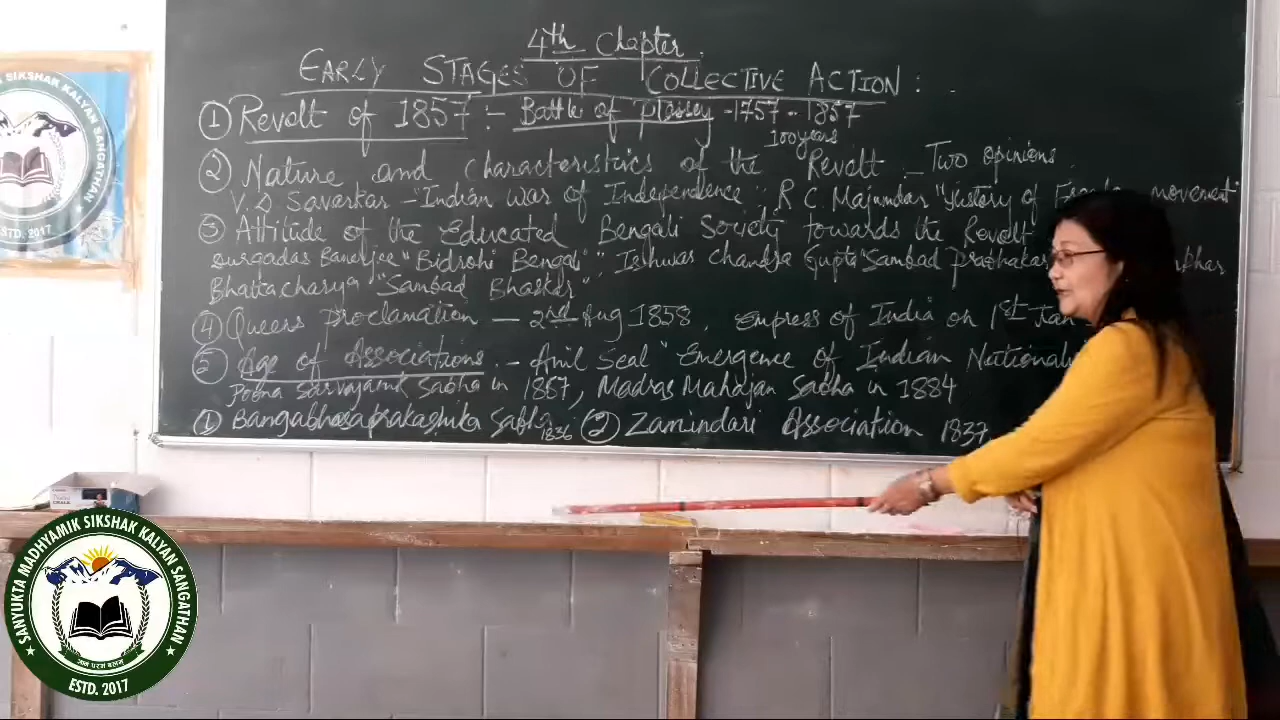 4th Chapter.
EARLY STAGES OF COLLECTIVE ACTION :
① Revolt of 1857 :- Battle of Plassey -1757 - 1857
100 years
② Nature and characteristics of the Revolt - Two opinions.
V.D Savarkar - "Indian War of Independence", R C. Majumdar "History of movement
③ Attitude of the Educated Bengali Society towards the Revolt
Durgadas Banerjee "Bidrohi Bengal", Ishwar Chandra Gupta "Sambad Prabhakar
Bhattacharya "Sambad Bhaskar"
④ Queens Proclamation - 2nd Aug 1858, Empress of India on 1st Jan
⑤ Age of Associations. - Anil Seal "Emergence of Indian
Poona Sarvajanik Sabha in 1867, Madras Mahajan Sabha in 1884
① Bangabhasaprakashika Sabha 1836 ② Zamindari Association 1837
SIKSHAK KALYAN SANGATHAN
ESTD. 2017
SANYUKTA MADHYAMIK SIKSHAK KALYAN SANGATHAN
ESTD. 2017